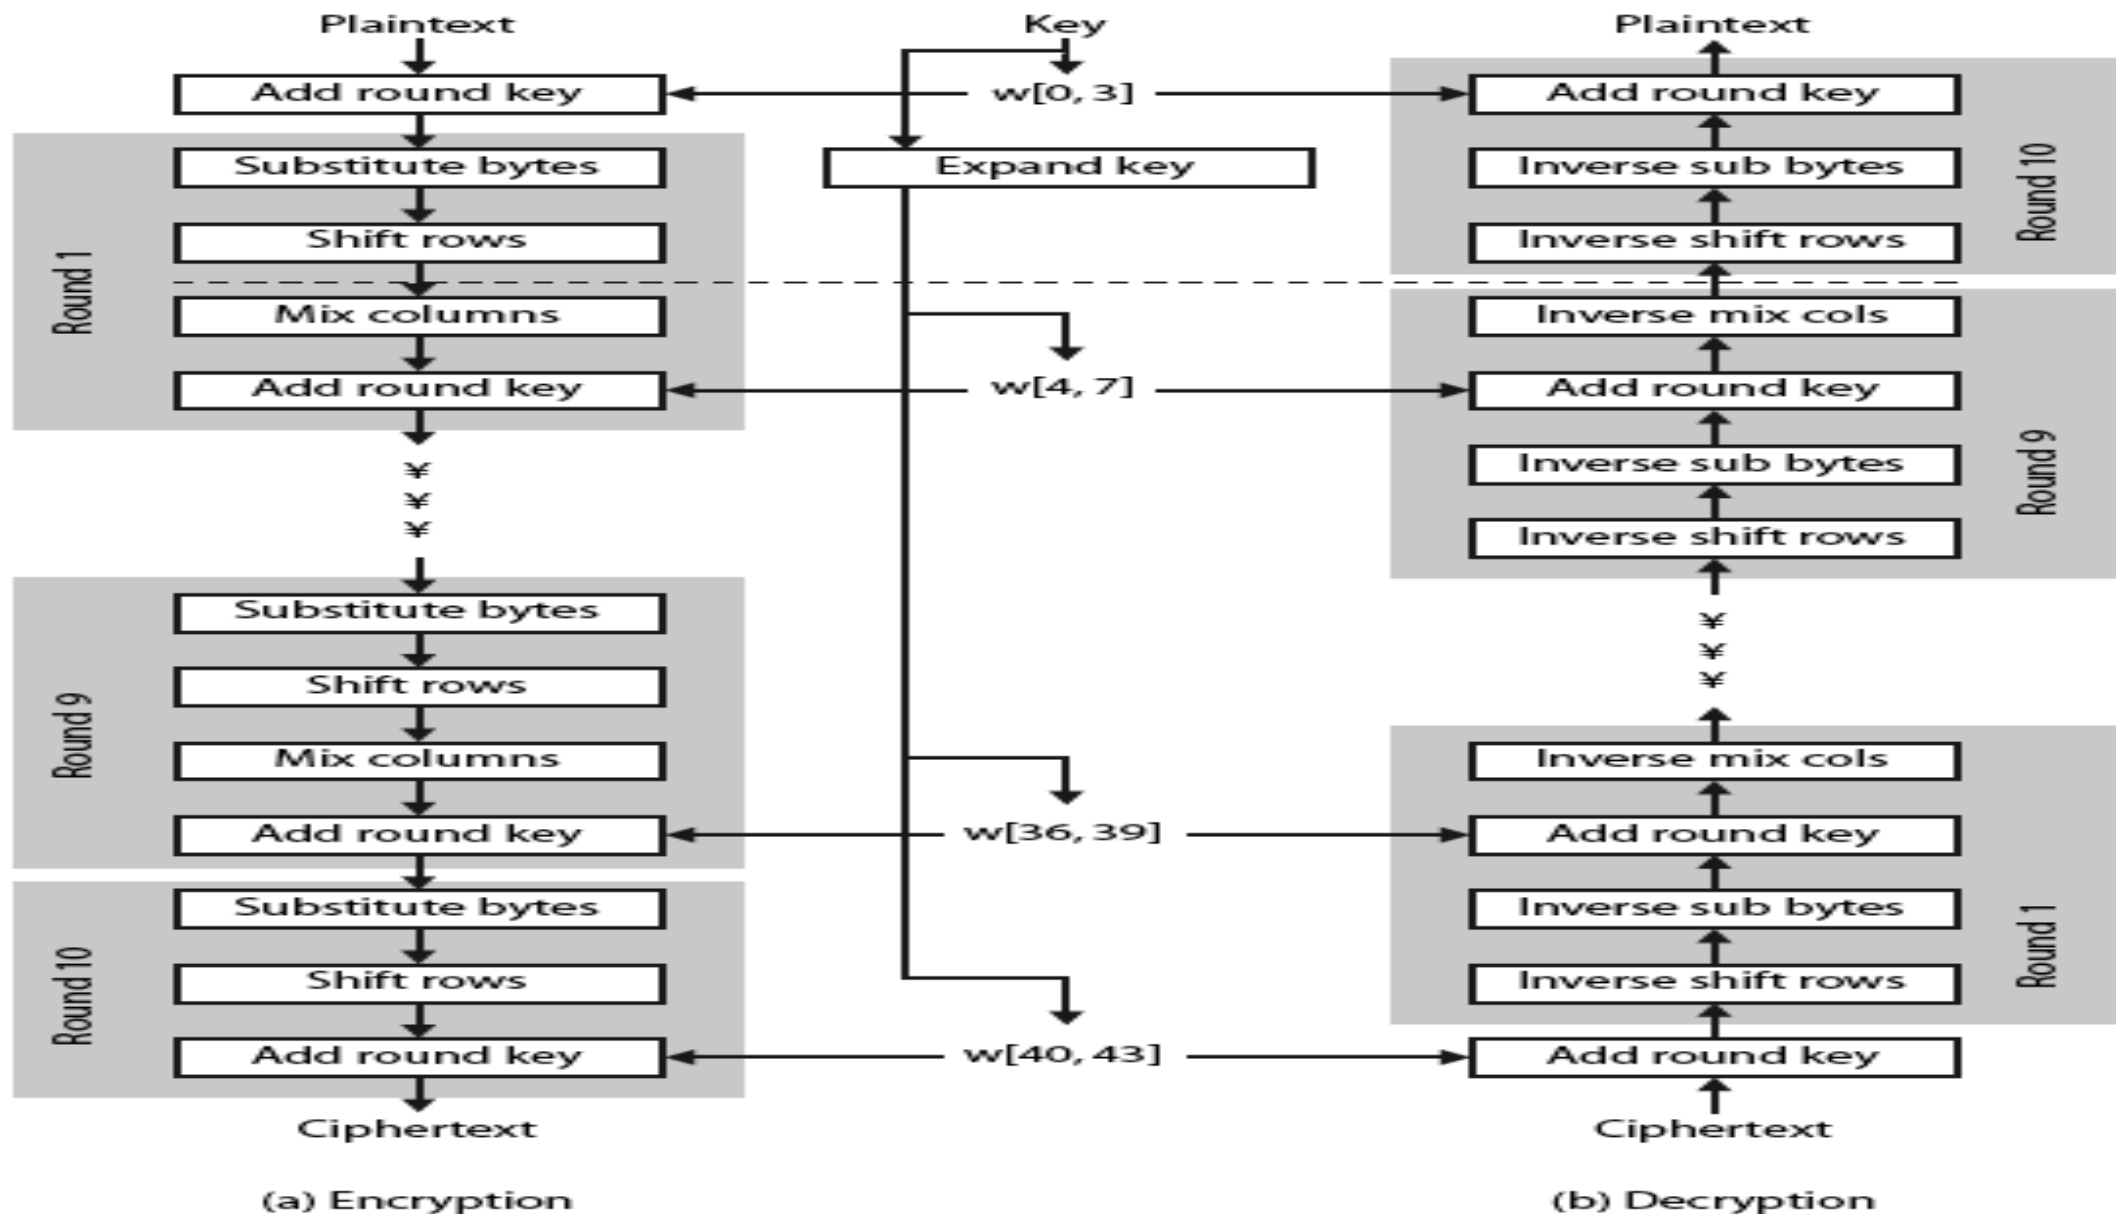 Plaintext
Add round key
Round 1
Substitute bytes
Shift rows
Mix columns
Add round key
¥
¥
¥
Round 9
Substitute bytes
Shift rows
Mix columns
Add round key
Round 10
Substitute bytes
Shift rows
Add round key
Ciphertext
(a) Encryption
Key
w[0, 3]
Expand key
w[4, 7]
w[36, 39]
w[40, 43]
Plaintext
Add round key
Inverse sub bytes
Inverse shift rows
Round 10
Inverse mix cols
Add round key
Inverse sub bytes
Inverse shift rows
Round 9
¥
¥
¥
Inverse mix cols
Add round key
Inverse sub bytes
Inverse shift rows
Round 1
Add round key
Ciphertext
(b) Decryption